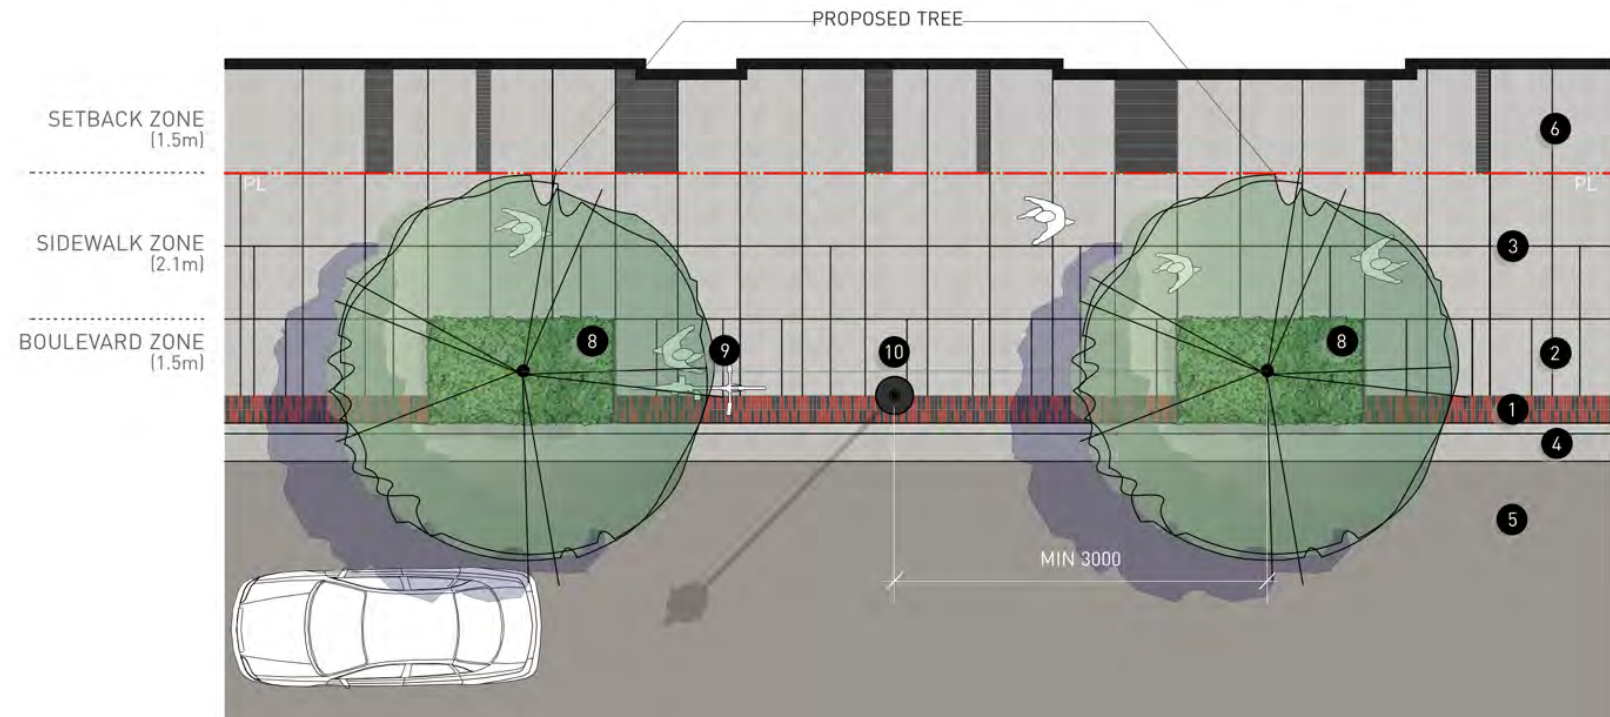 PROPOSED TREE
SETBACK ZONE
(1.5m)
6
PL
PL
SIDEWALK ZONE
(2.1m)
3
BOULEVARD ZONE
(1.5m)
8
9
10
8
2
1
4
5
MIN 3000